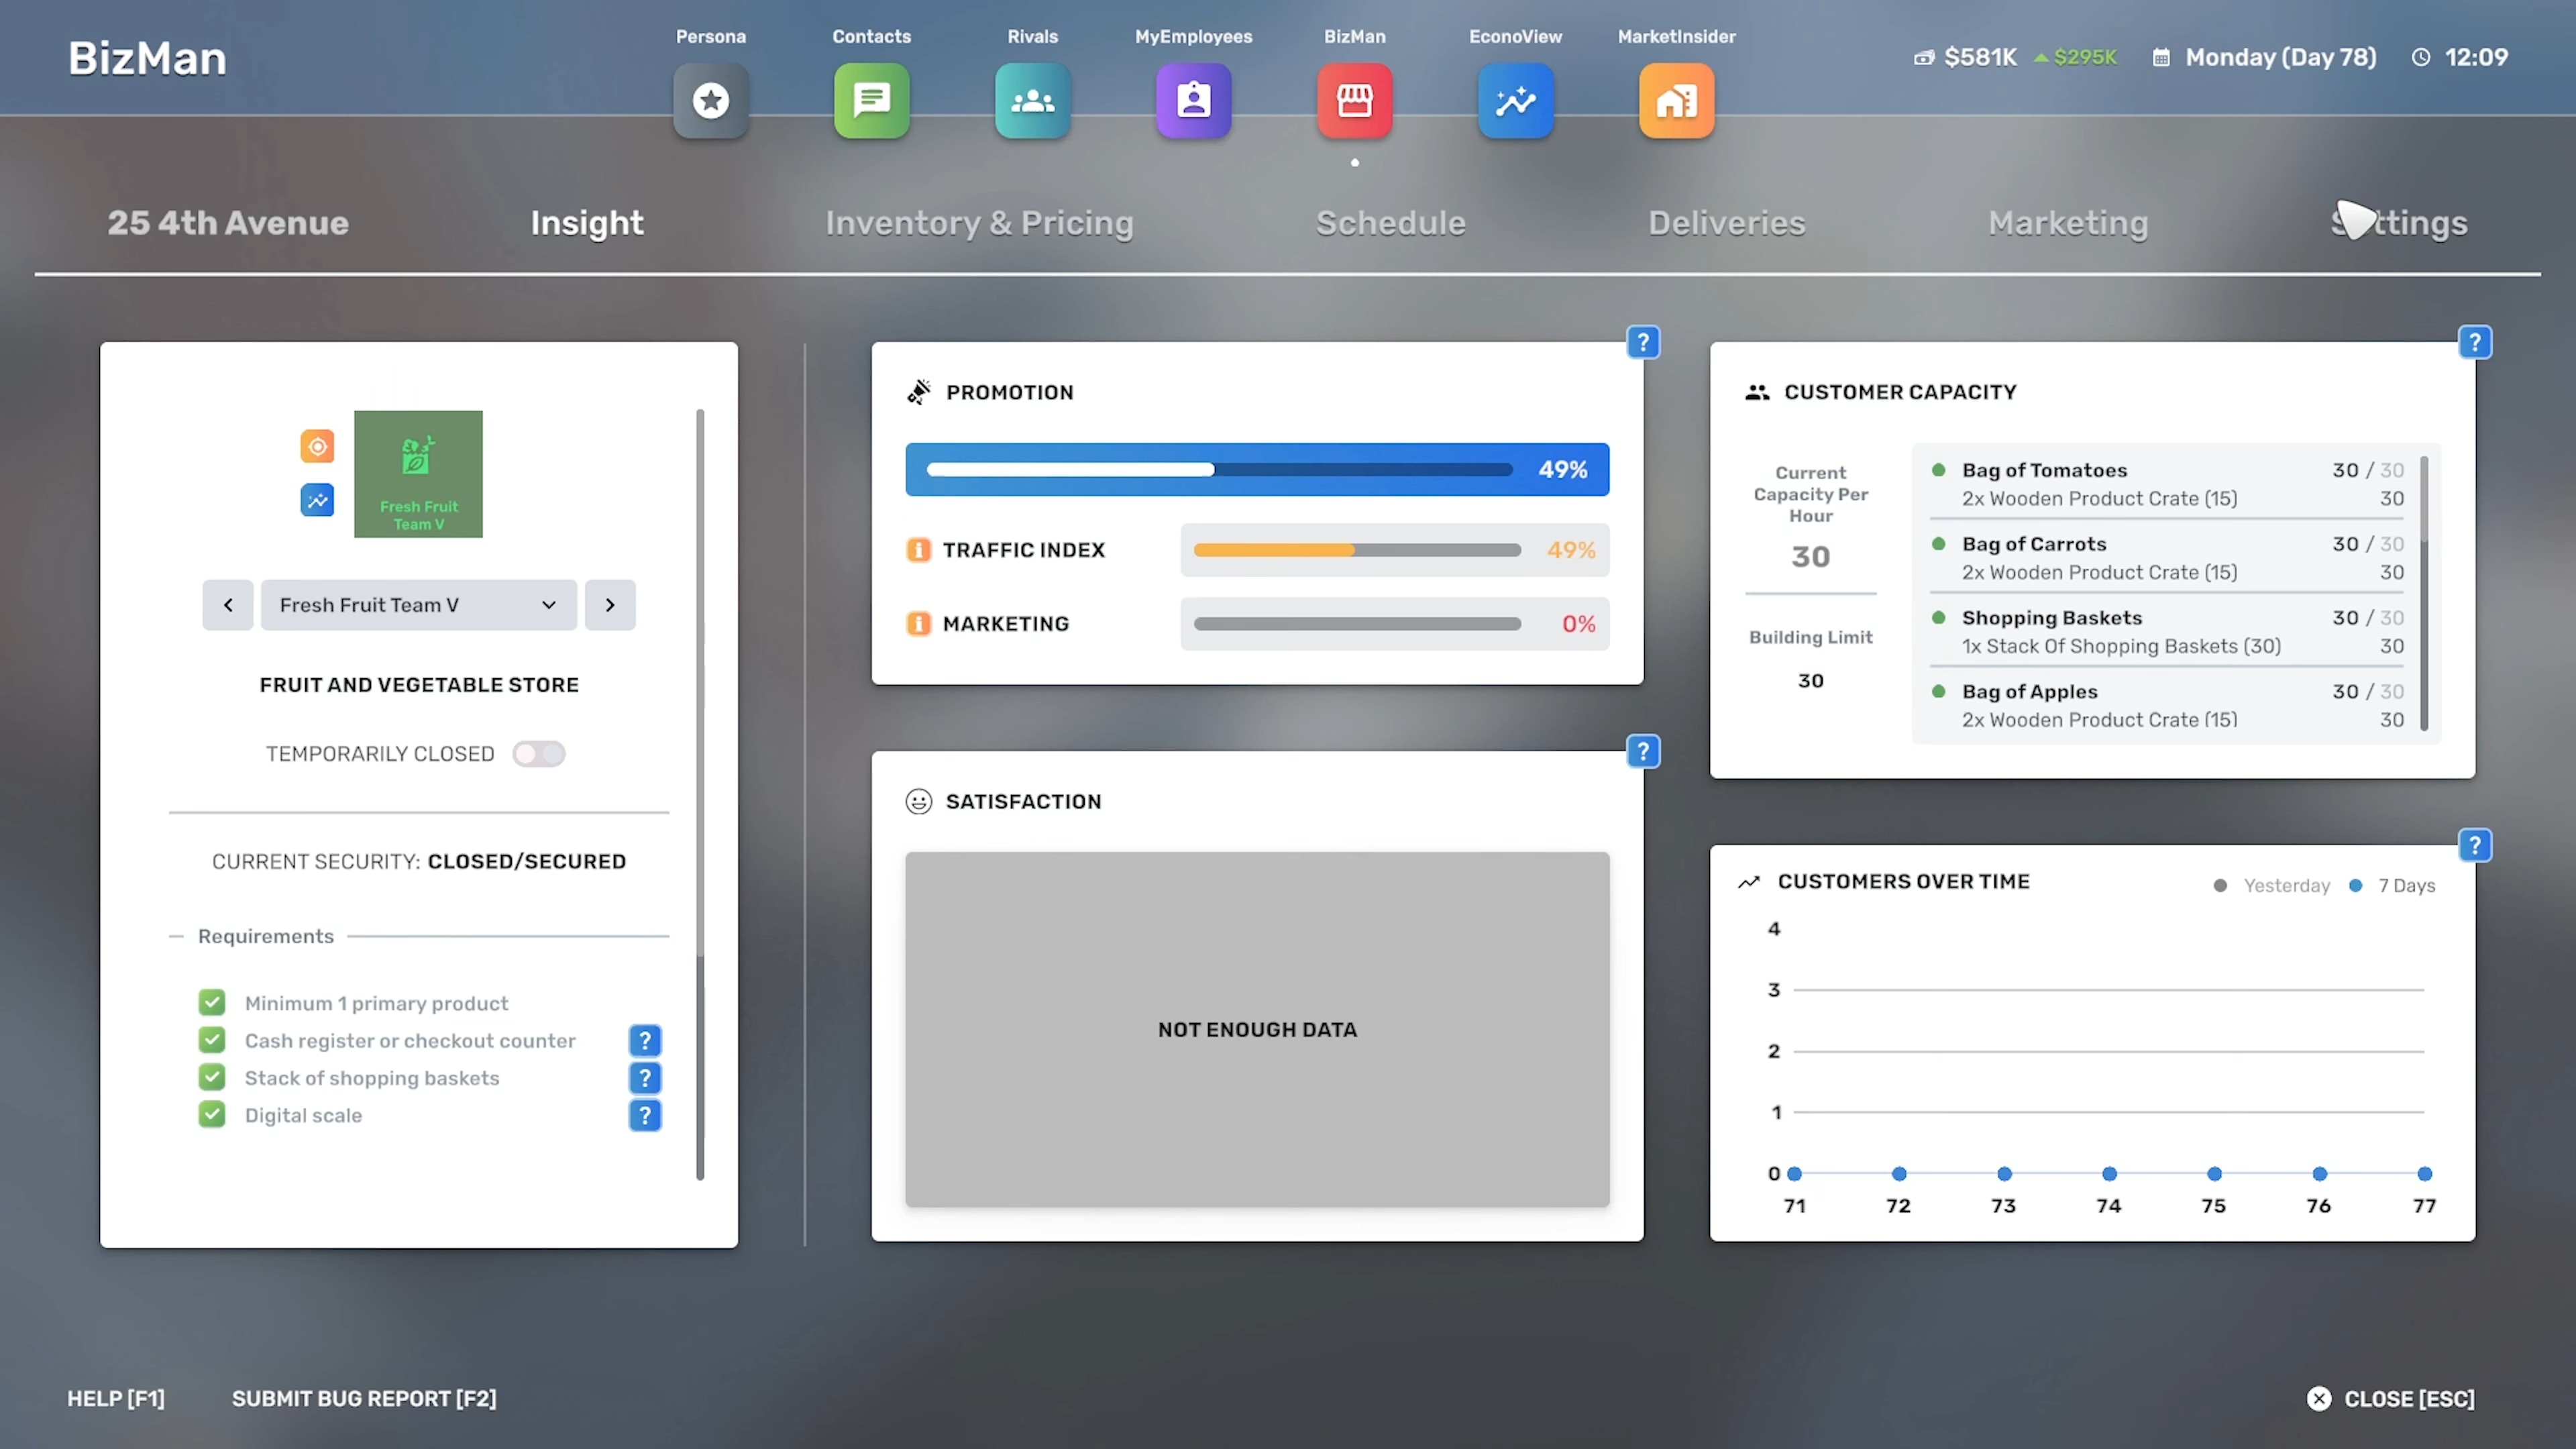 BizMan
Persona
Contacts
Rivals
MyEmployees
BizMan
EconoView
MarketInsider
$581K
$295K
Monday (Day 78)
12:09
25 4th Avenue
Insight
Inventory & Pricing
Schedule
Deliveries
Marketing
Settings
Fresh Fruit
Team V
Fresh Fruit Team V
FRUIT AND VEGETABLE STORE
TEMPORARILY CLOSED
CURRENT SECURITY: CLOSED/SECURED
Requirements
Minimum 1 primary product
Cash register or checkout counter ?
Stack of shopping baskets ?
Digital scale ?
?
PROMOTION
49%
TRAFFIC INDEX 49%
MARKETING 0%
?
SATISFACTION
NOT ENOUGH DATA
?
CUSTOMER CAPACITY
Current
Capacity Per
Hour
30
Building Limit
30
Bag of Tomatoes 30 / 30
2x Wooden Product Crate (15) 30
Bag of Carrots 30 / 30
2x Wooden Product Crate (15) 30
Shopping Baskets 30 / 30
1x Stack Of Shopping Baskets (30) 30
Bag of Apples 30 / 30
2x Wooden Product Crate (15) 30
?
CUSTOMERS OVER TIME
Yesterday
7 Days
4
3
2
1
0
71 72 73 74 75 76 77
HELP [F1]
SUBMIT BUG REPORT [F2]
CLOSE [ESC]